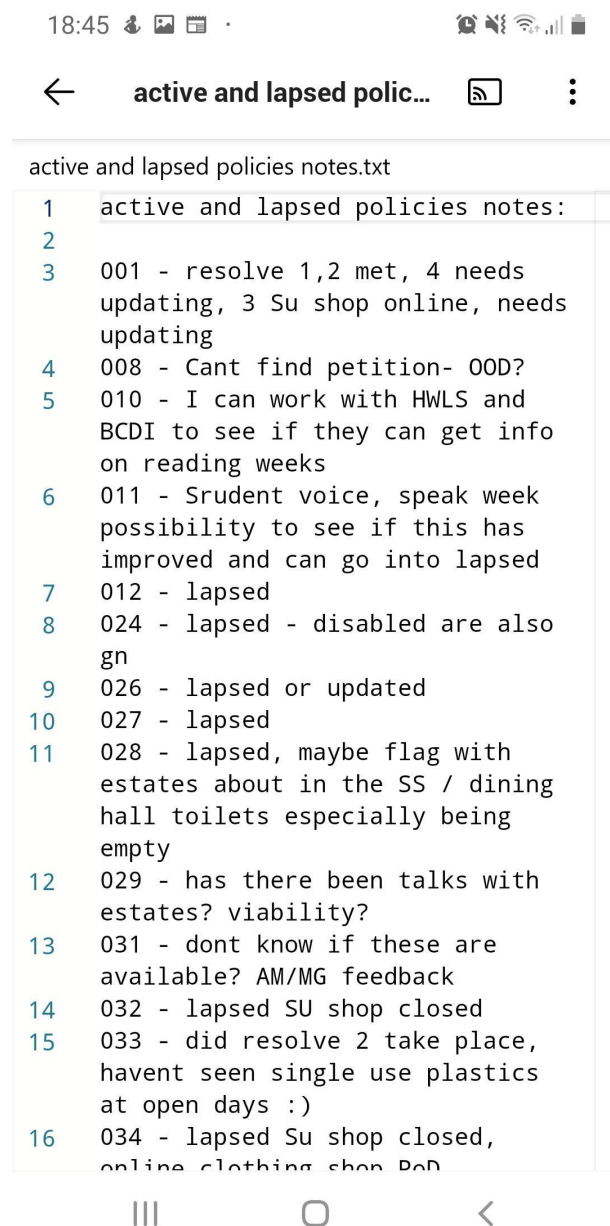 18:45
active and lapsed polic...
active and lapsed policies notes.txt
1 active and lapsed policies notes:
2
3 001 - resolve 1,2 met, 4 needs
updating, 3 Su shop online, needs
updating
4 008 - Cant find petition- OOD?
5 010 - I can work with HWLS and
BCDI to see if they can get info
on reading weeks
6 011 - Srudent voice, speak week
possibility to see if this has
improved and can go into lapsed
7 012 - lapsed
8 024 - lapsed - disabled are also
gn
9 026 - lapsed or updated
10 027 - lapsed
11 028 - lapsed, maybe flag with
estates about in the SS / dining
hall toilets especially being
empty
12 029 - has there been talks with
estates? viability?
13 031 - dont know if these are
available? AM/MG feedback
14 032 - lapsed SU shop closed
15 033 - did resolve 2 take place,
havent seen single use plastics
at open days :)
16 034 - lapsed Su shop closed,
online clothing shop PoD